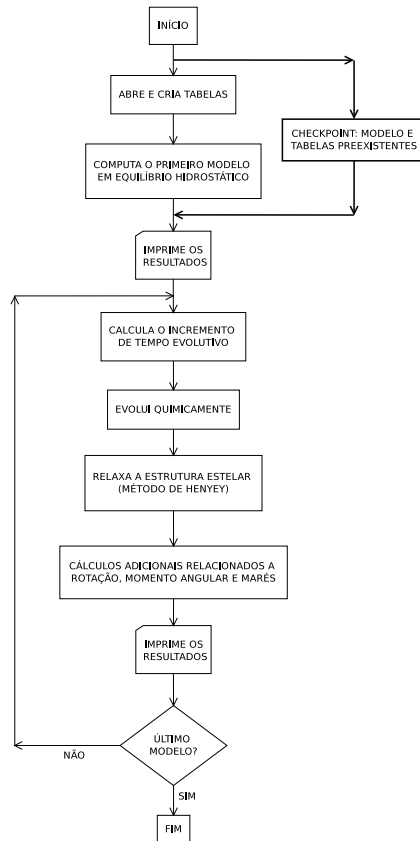 INÍCIO
ABRE E CRIA TABELAS
CHECKPOINT: MODELO E
TABELAS PREEXISTENTES
COMPUTA O PRIMEIRO MODELO
EM EQUILÍBRIO HIDROSTÁTICO
IMPRIME OS
RESULTADOS
CALCULA O INCREMENTO
DE TEMPO EVOLUTIVO
EVOLUI QUIMICAMENTE
RELAXA A ESTRUTURA ESTELAR
(MÉTODO DE HENYEY)
CÁLCULOS ADICIONAIS RELACIONADOS A
ROTAÇÃO, MOMENTO ANGULAR E MARÉS
IMPRIME OS
RESULTADOS
ÚLTIMO
MODELO?
NÃO
SIM
FIM